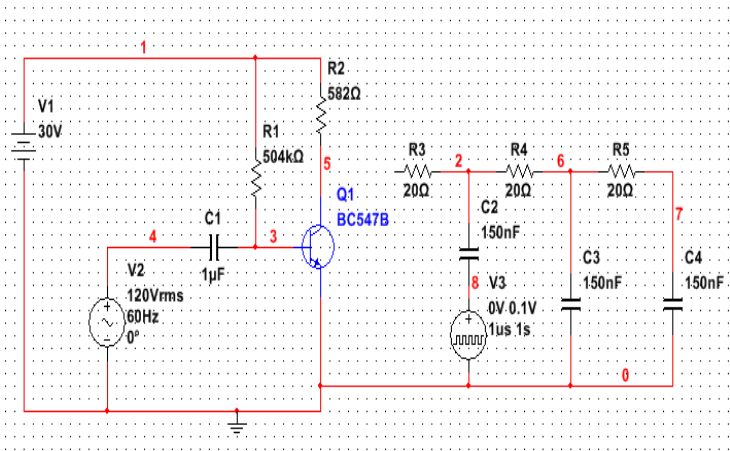 1
V1
30V
R2
582Ω
R1
504kΩ
5
Q1
BC547B
C1
1µF
4
3
V2
120Vrms
60Hz
0°
R3
20Ω
2
R4
20Ω
6
R5
20Ω
7
C2
150nF
8
V3
0V 0.1V
1us 1s
C3
150nF
C4
150nF
0